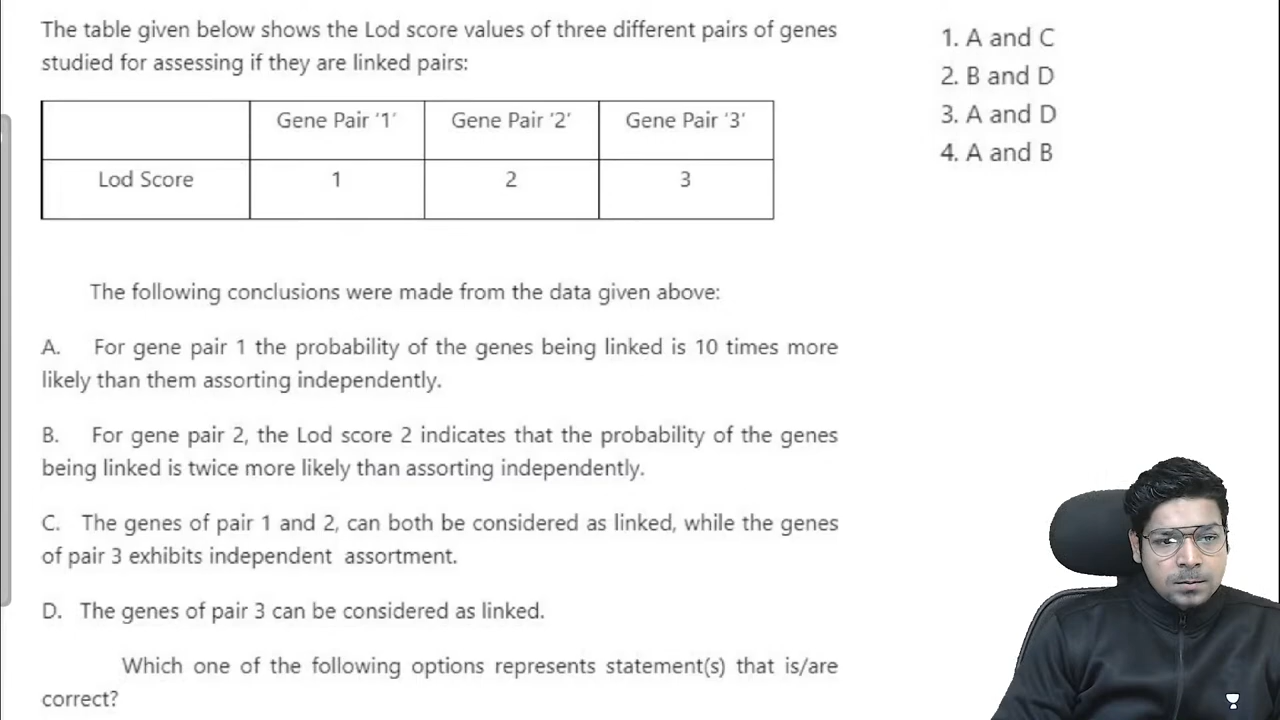 The table given below shows the Lod score values of three different pairs of genes
studied for assessing if they are linked pairs:
Gene Pair '1' Gene Pair '2' Gene Pair '3'
Lod Score 1 2 3
The following conclusions were made from the data given above:
A. For gene pair 1 the probability of the genes being linked is 10 times more
likely than them assorting independently.
B. For gene pair 2, the Lod score 2 indicates that the probability of the genes
being linked is twice more likely than assorting independently.
C. The genes of pair 1 and 2, can both be considered as linked, while the genes
of pair 3 exhibits independent assortment.
D. The genes of pair 3 can be considered as linked.
Which one of the following options represents statement(s) that is/are
correct?
1. A and C
2. B and D
3. A and D
4. A and B